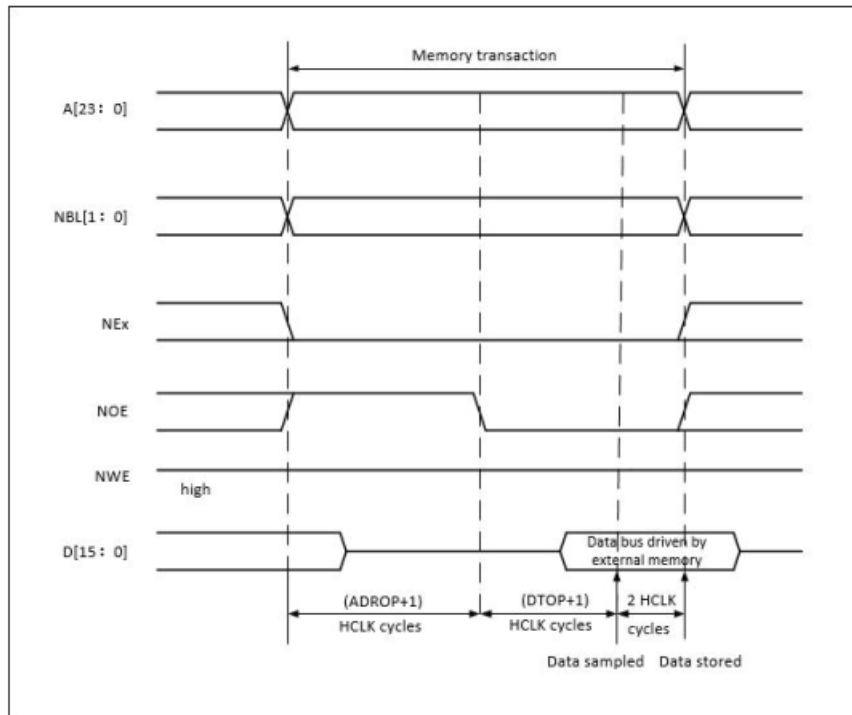 Memory transaction
A[23: 0]
NBL[1: 0]
NEx
NOE
NWE
high
D[15: 0]
Data bus driven by
external memory
(ADROP+1)
HCLK cycles
(DTOP+1)
HCLK cycles
2 HCLK
cycles
Data sampled
Data stored